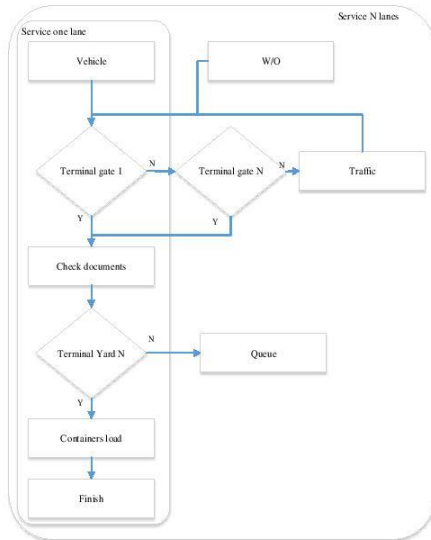 Service N lanes
Service one lane
Vehicle
W/O
Terminal gate 1
N
Terminal gate N
N
Traffic
Y
Y
Check documents
Terminal Yard N
N
Queue
Y
Containers load
Finish